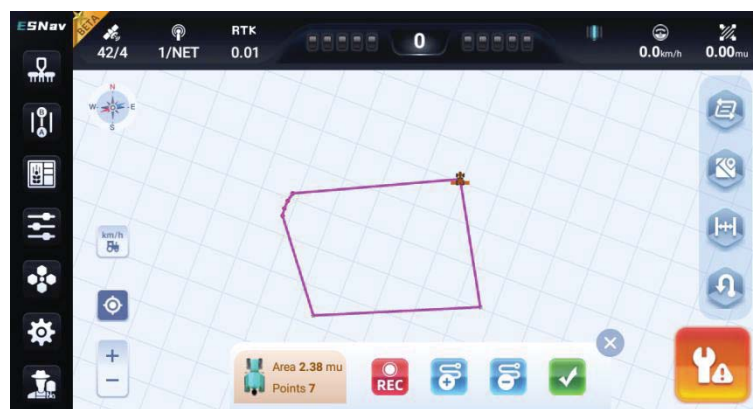 ESNav
BETA
42/4
1/NET
RTK
0.01
0
0.0km/h
0.00mu
B
A
N
W
E
S
km/h
+
−
Area 2.38 mu
Points 7
REC